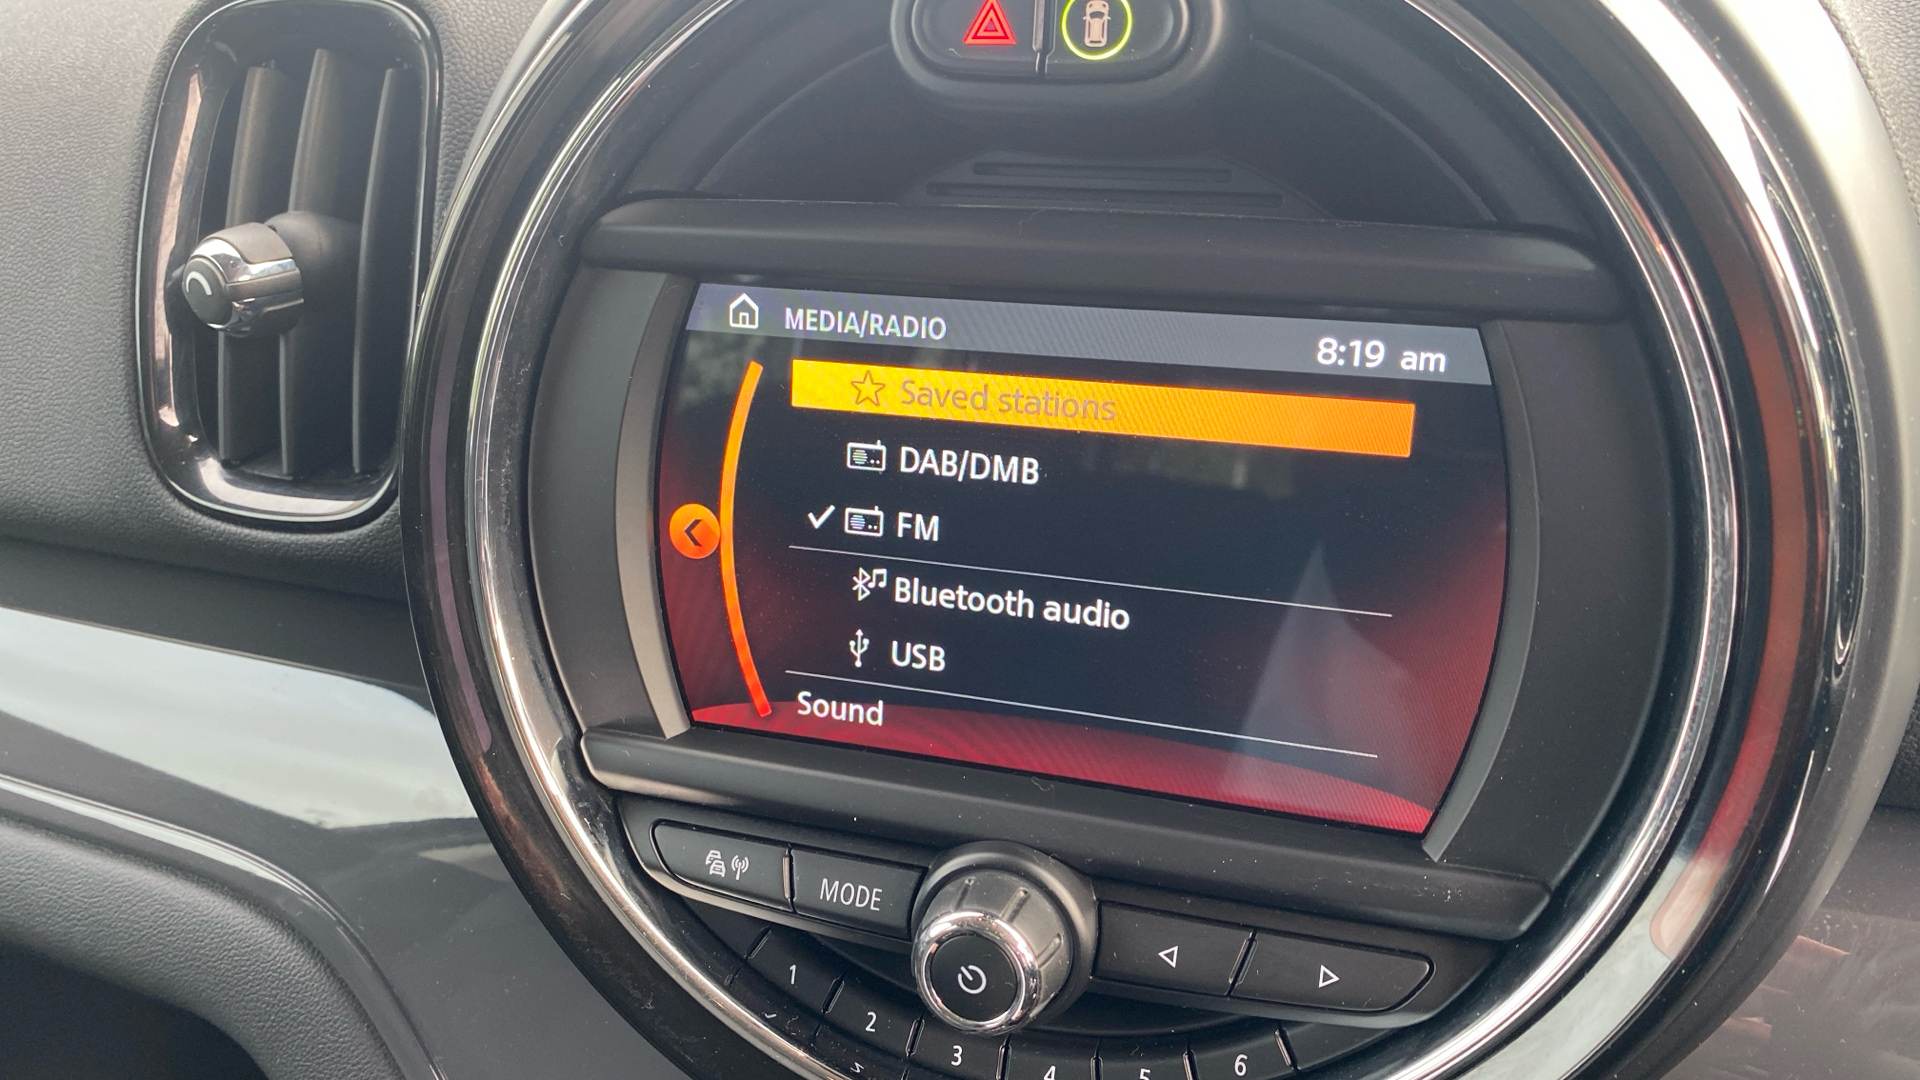 MEDIA/RADIO
8:19 am
Saved stations
DAB/DMB
FM
Bluetooth audio
USB
Sound
MODE
1
2
3
4
5
6